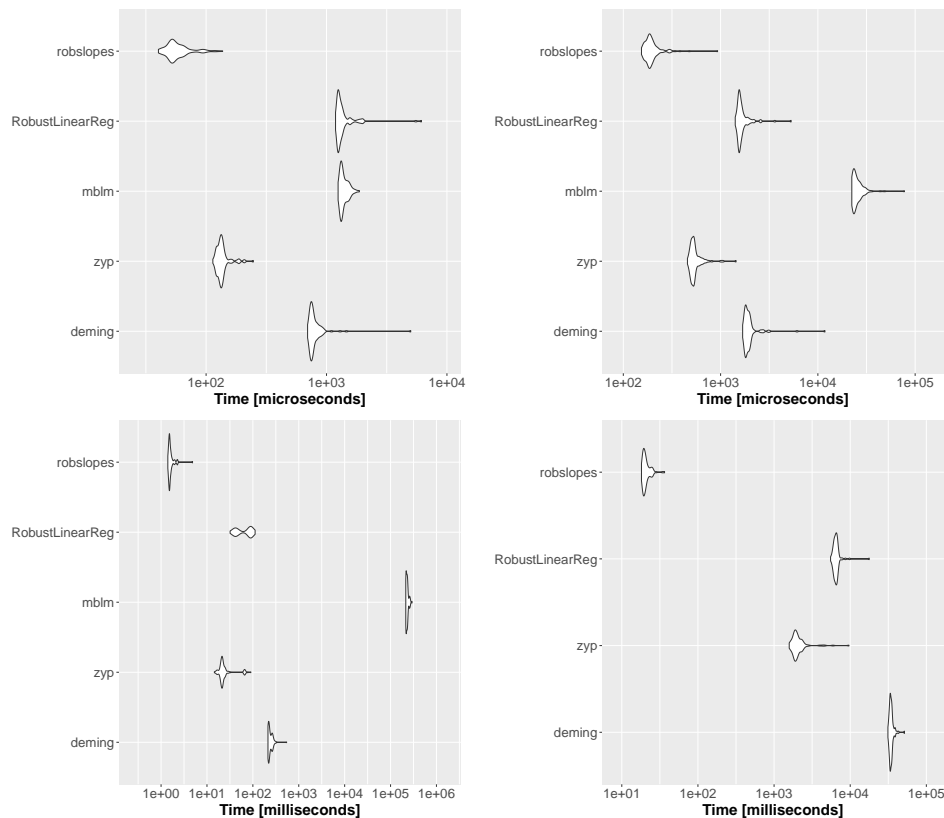 robslopes
RobustLinearReg
mblm
zyp
deming
1e+02 1e+03 1e+04
Time [microseconds]
robslopes
RobustLinearReg
mblm
zyp
deming
1e+02 1e+03 1e+04 1e+05
Time [microseconds]
robslopes
RobustLinearReg
mblm
zyp
deming
1e+00 1e+01 1e+02 1e+03 1e+04 1e+05 1e+06
Time [milliseconds]
robslopes
RobustLinearReg
zyp
deming
1e+01 1e+02 1e+03 1e+04 1e+05
Time [milliseconds]